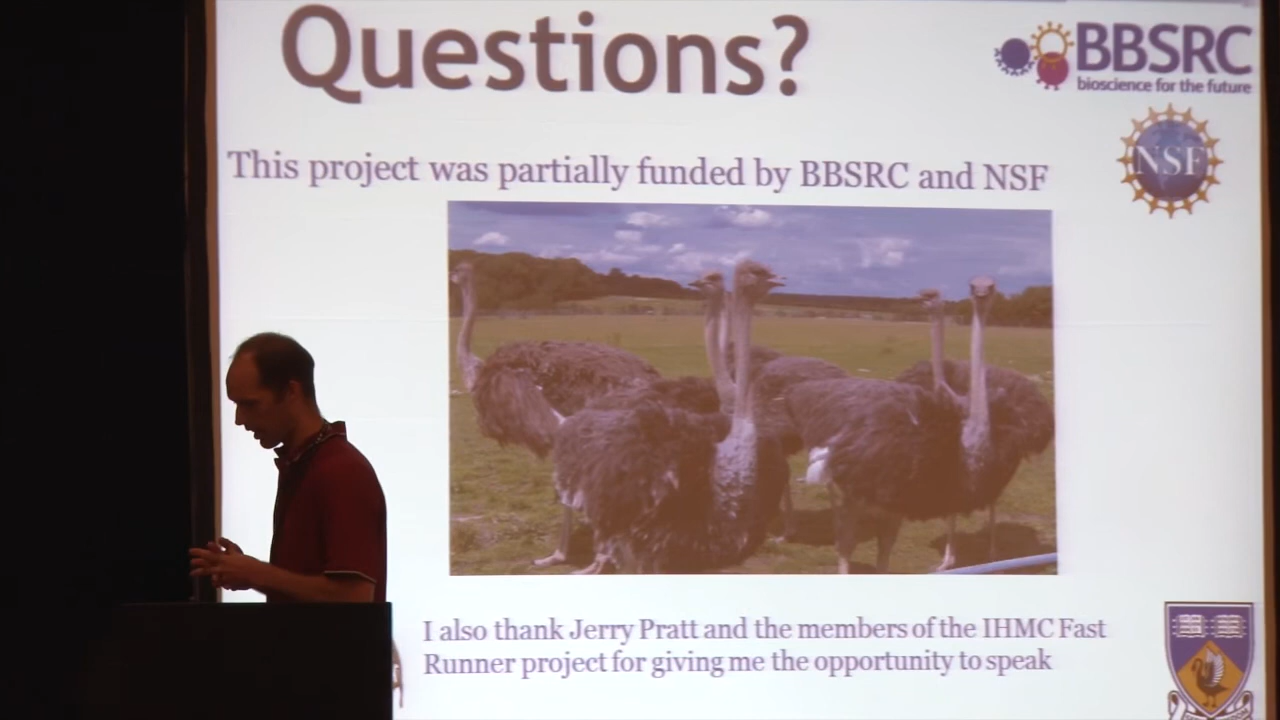 Questions?
BBSRC
bioscience for the future
NSF
This project was partially funded by BBSRC and NSF
I also thank Jerry Pratt and the members of the IHMC Fast
Runner project for giving me the opportunity to speak